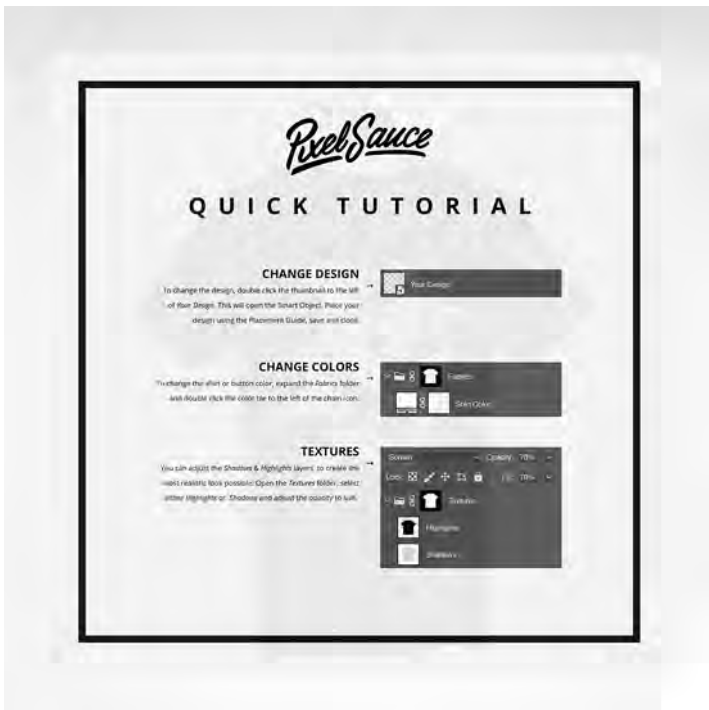 PixelSauce
QUICK TUTORIAL
CHANGE DESIGN
To change the design, double click the thumbnail to the left
of Your Design. This will open the Smart Object. Place your
design using the Placement Guide, save and close.
→
Your Design
CHANGE COLORS
To change the shirt or button color, expand the Fabrics folder
and double click the color tile to the left of the chain icon.
→
Fabrics
Shirt Color
TEXTURES
You can adjust the Shadows & Highlights layers, to create the
most realistic look possible. Open the Textures folder, select
either Highlights or Shadows and adjust the opacity to suit.
→
Screen Opacity: 70%
Lock: Fill: 70%
Textures
Highlights
Shadows